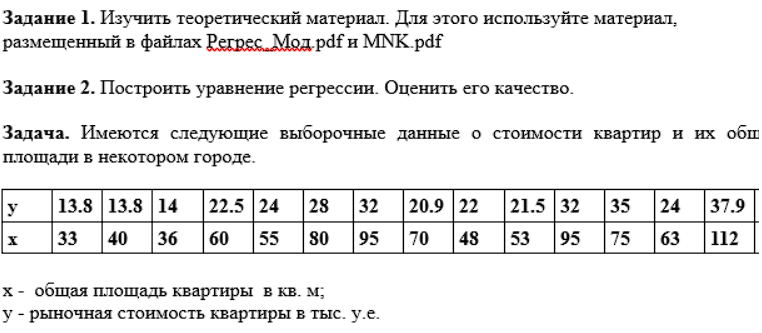 Задание 1. Изучить теоретический материал. Для этого используйте материал,
размещенный в файлах Регрес_Мод.pdf и MNK.pdf
Задание 2. Построить уравнение регрессии. Оценить его качество.
Задача. Имеются следующие выборочные данные о стоимости квартир и их общ
площади в некотором городе.
y 13.8 13.8 14 22.5 24 28 32 20.9 22 21.5 32 35 24 37.9
x 33 40 36 60 55 80 95 70 48 53 95 75 63 112
x - общая площадь квартиры в кв. м;
y - рыночная стоимость квартиры в тыс. у.е.